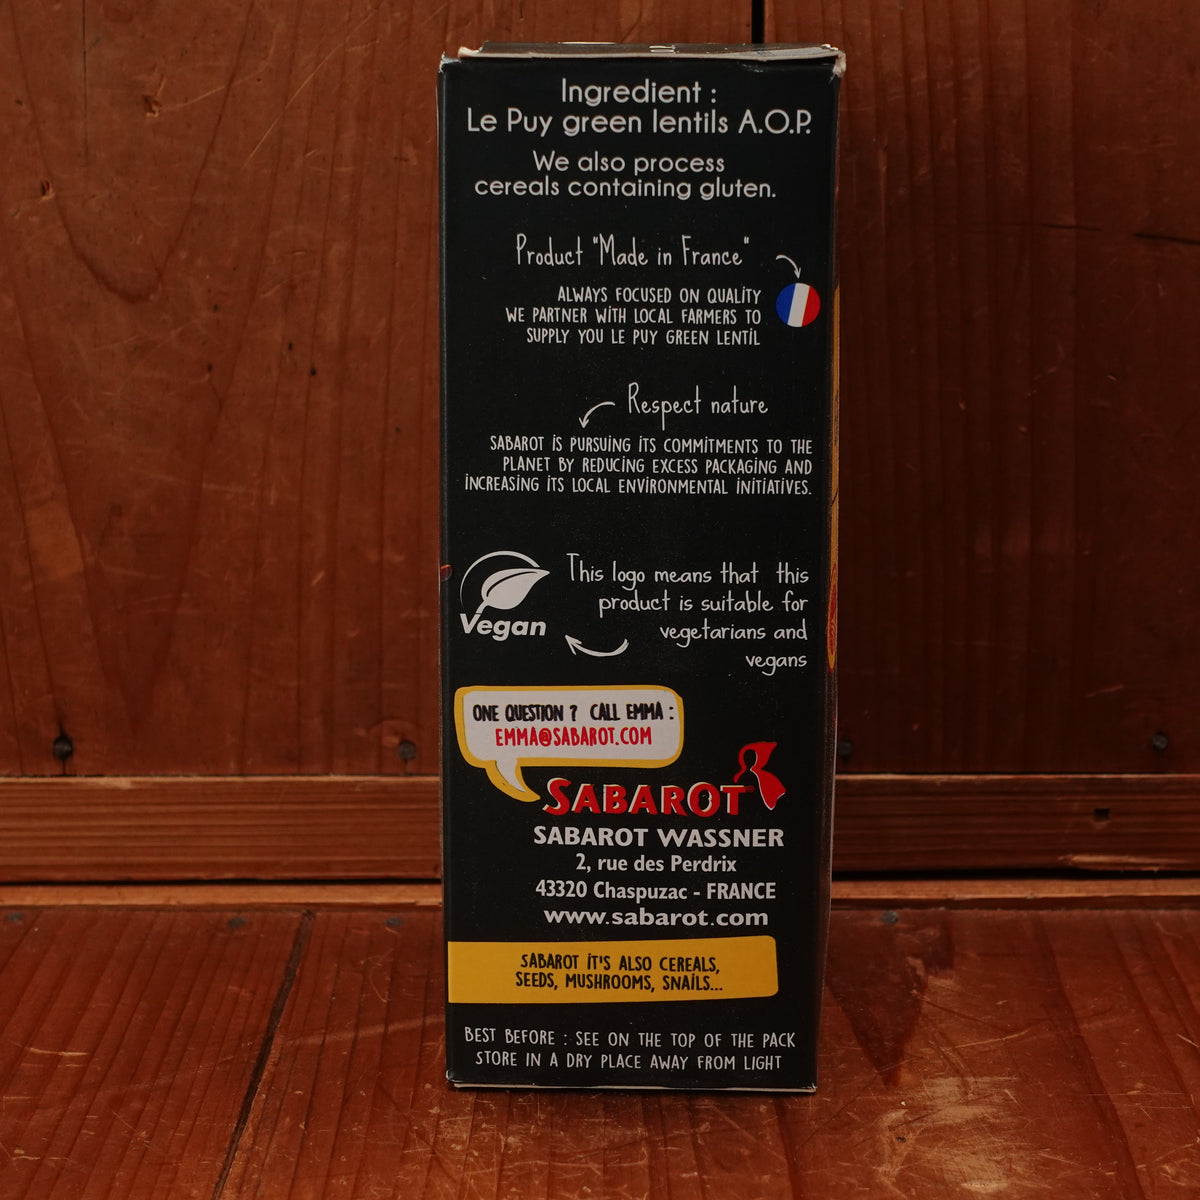 Ingredient :
Le Puy green lentils A.O.P.
We also process
cereals containing gluten.
Product "Made in France"
ALWAYS FOCUSED ON QUALITY
WE PARTNER WITH LOCAL FARMERS TO
SUPPLY YOU LE PUY GREEN LENTIL
Respect nature
SABAROT IS PURSUING ITS COMMITMENTS TO THE
PLANET BY REDUCING EXCESS PACKAGING AND
INCREASING ITS LOCAL ENVIRONMENTAL INITIATIVES.
Vegan
This logo means that this
product is suitable for
vegetarians and
vegans
ONE QUESTION ? CALL EMMA :
EMMA@SABAROT.COM
SABAROT
SABAROT WASSNER
2, rue des Perdrix
43320 Chaspuzac - FRANCE
www.sabarot.com
SABAROT IT'S ALSO CEREALS,
SEEDS, MUSHROOMS, SNAILS...
BEST BEFORE : SEE ON THE TOP OF THE PACK
STORE IN A DRY PLACE AWAY FROM LIGHT